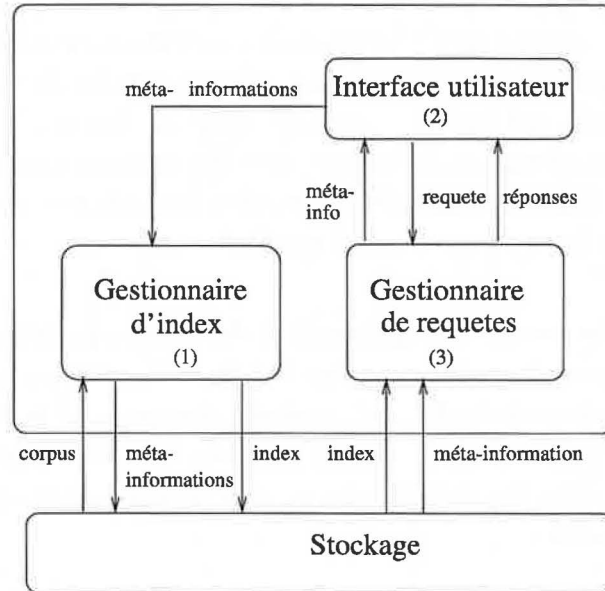 Interface utilisateur
(2)
méta- informations
méta-
info
requete
réponses
Gestionnaire
d'index
(1)
Gestionnaire
de requetes
(3)
corpus
méta-
informations
index
index
méta-information
Stockage